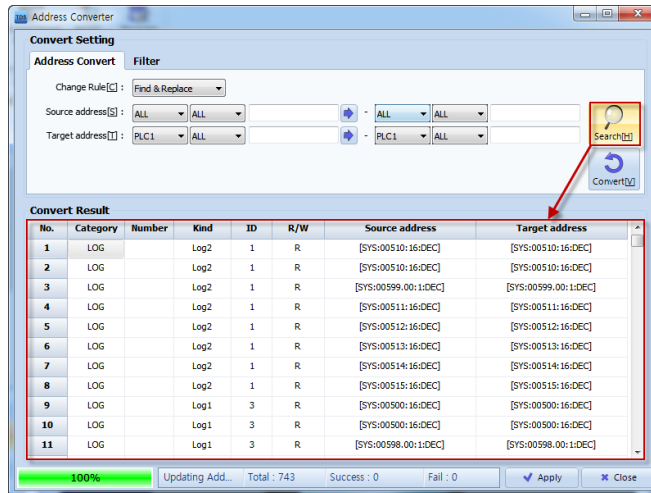 TDS Address Converter
Convert Setting
Address Convert Filter
Change Rule[C] : Find & Replace
Source address[S] : ALL ALL - ALL ALL
Target address[T] : PLC1 ALL - PLC1 ALL
Search[H]
Convert[V]
Convert Result
No. Category Number Kind ID R/W Source address Target address
1 LOG Log2 1 R [SYS:00510:16:DEC] [SYS:00510:16:DEC]
2 LOG Log2 1 R [SYS:00510:16:DEC] [SYS:00510:16:DEC]
3 LOG Log2 1 R [SYS:00599.00:1:DEC] [SYS:00599.00:1:DEC]
4 LOG Log2 1 R [SYS:00511:16:DEC] [SYS:00511:16:DEC]
5 LOG Log2 1 R [SYS:00512:16:DEC] [SYS:00512:16:DEC]
6 LOG Log2 1 R [SYS:00513:16:DEC] [SYS:00513:16:DEC]
7 LOG Log2 1 R [SYS:00514:16:DEC] [SYS:00514:16:DEC]
8 LOG Log2 1 R [SYS:00515:16:DEC] [SYS:00515:16:DEC]
9 LOG Log1 3 R [SYS:00500:16:DEC] [SYS:00500:16:DEC]
10 LOG Log1 3 R [SYS:00500:16:DEC] [SYS:00500:16:DEC]
11 LOG Log1 3 R [SYS:00598.00:1:DEC] [SYS:00598.00:1:DEC]
100% Updating Add... Total : 743 Success : 0 Fail : 0 Apply Close